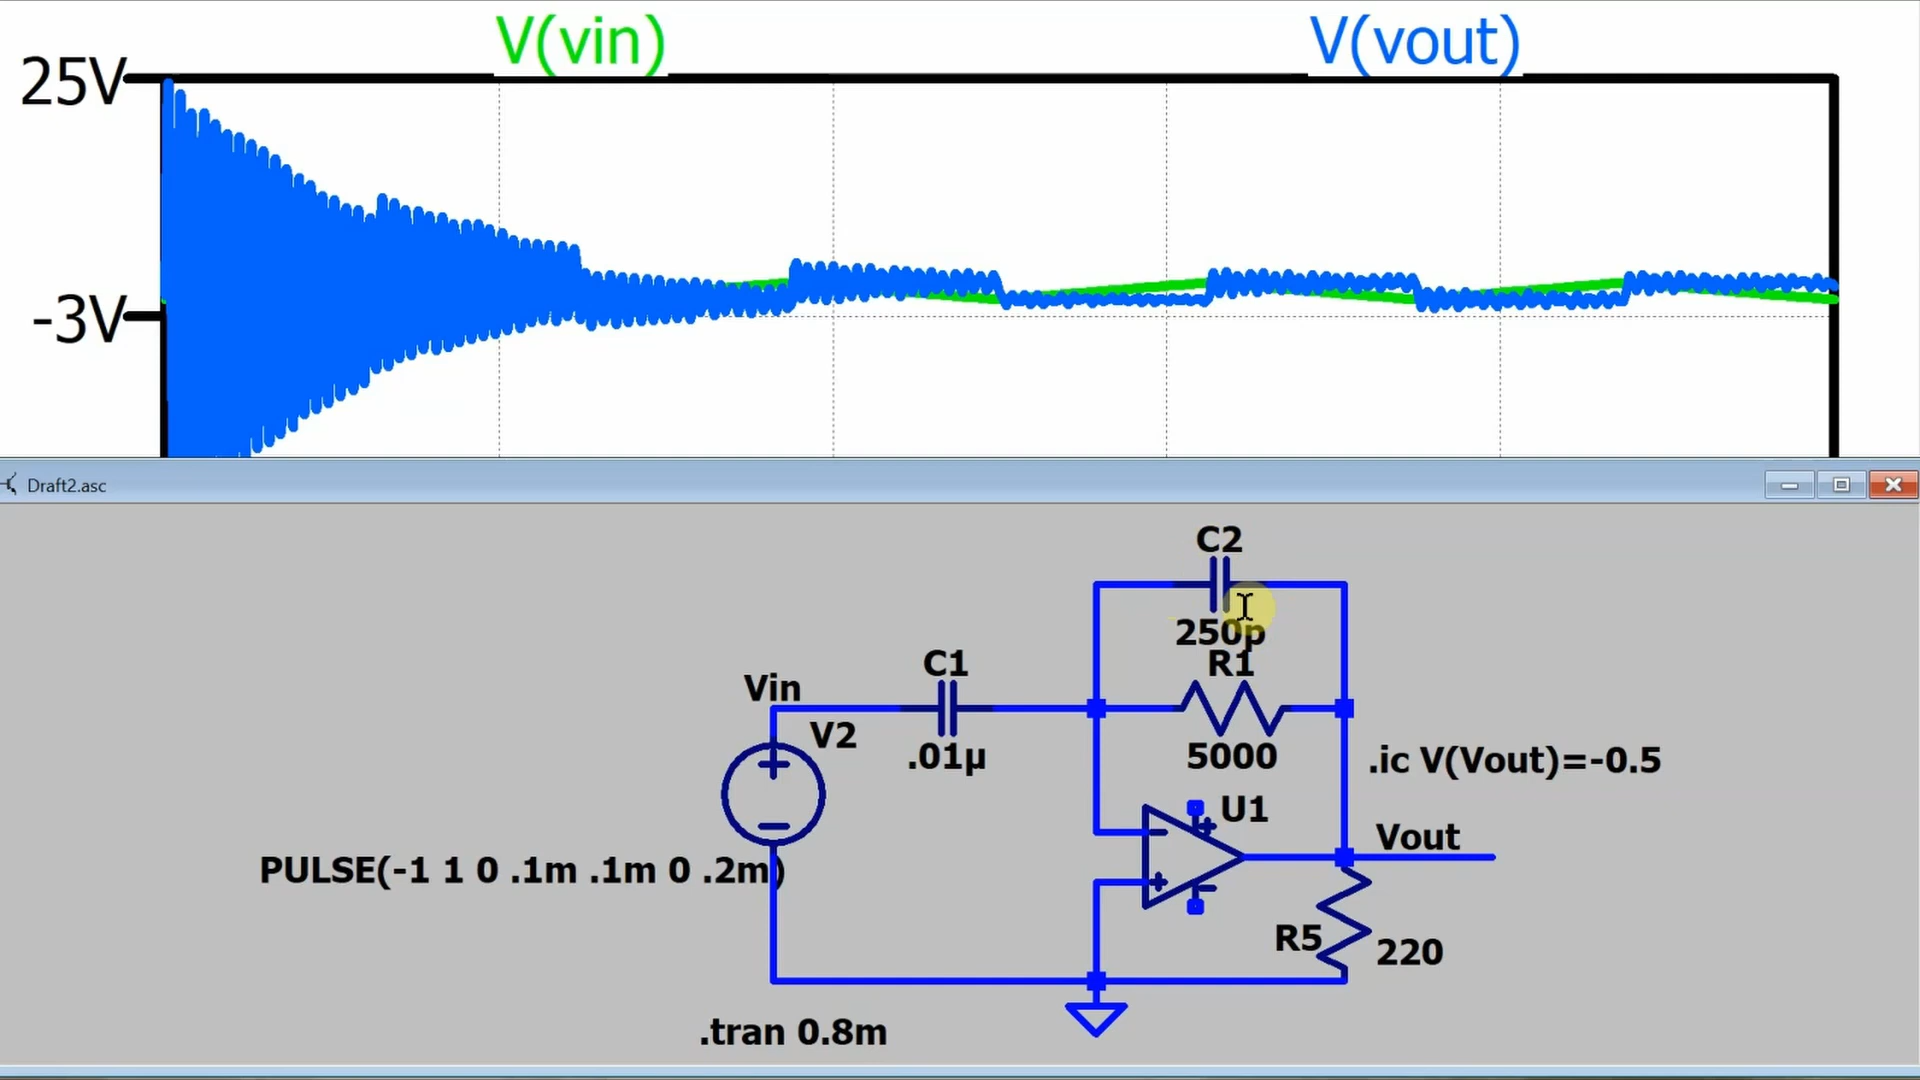 V(vin)
V(vout)
25V
-3V
Draft2.asc
C2
250p
C1
R1
Vin
V2
.01µ
5000
.ic V(Vout)=-0.5
U1
Vout
PULSE(-1 1 0 .1m .1m 0 .2m)
R5
220
.tran 0.8m